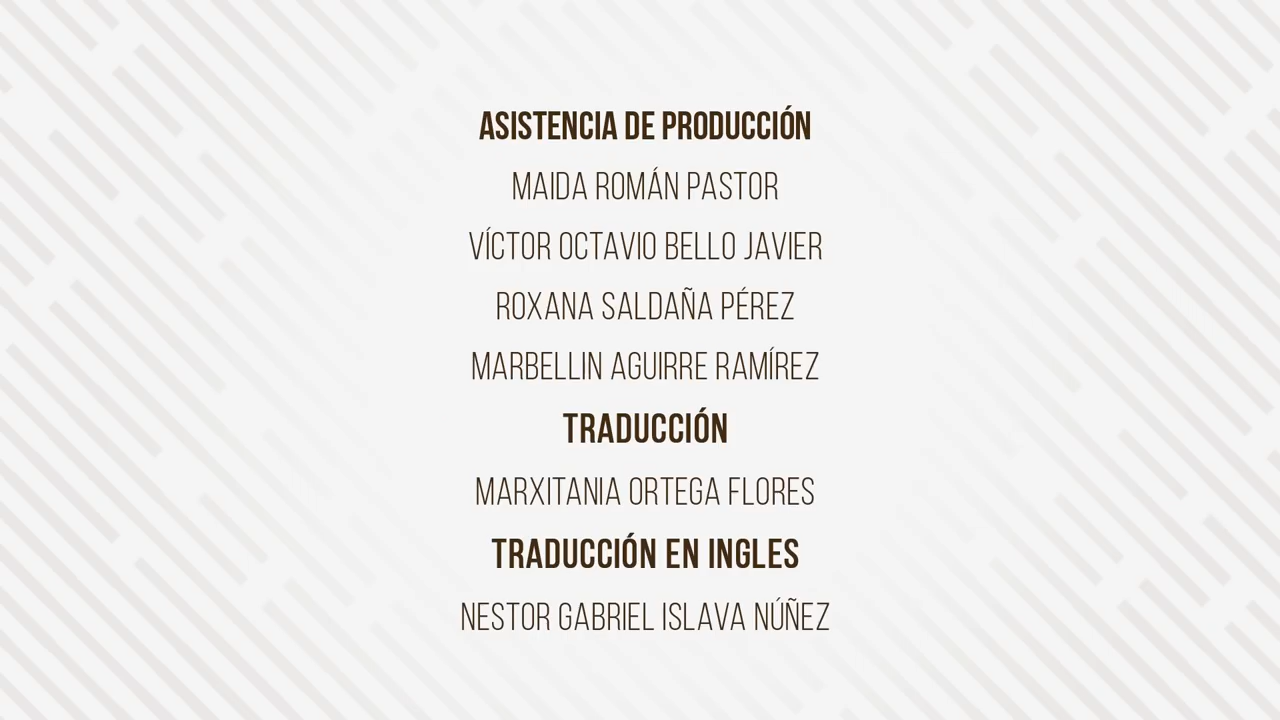 ASISTENCIA DE PRODUCCIÓN
MAIDA ROMÁN PASTOR
VÍCTOR OCTAVIO BELLO JAVIER
ROXANA SALDAÑA PÉREZ
MARBELLIN AGUIRRE RAMÍREZ
TRADUCCIÓN
MARXITANIA ORTEGA FLORES
TRADUCCIÓN EN INGLES
NESTOR GABRIEL ISLAVA NÚÑEZ